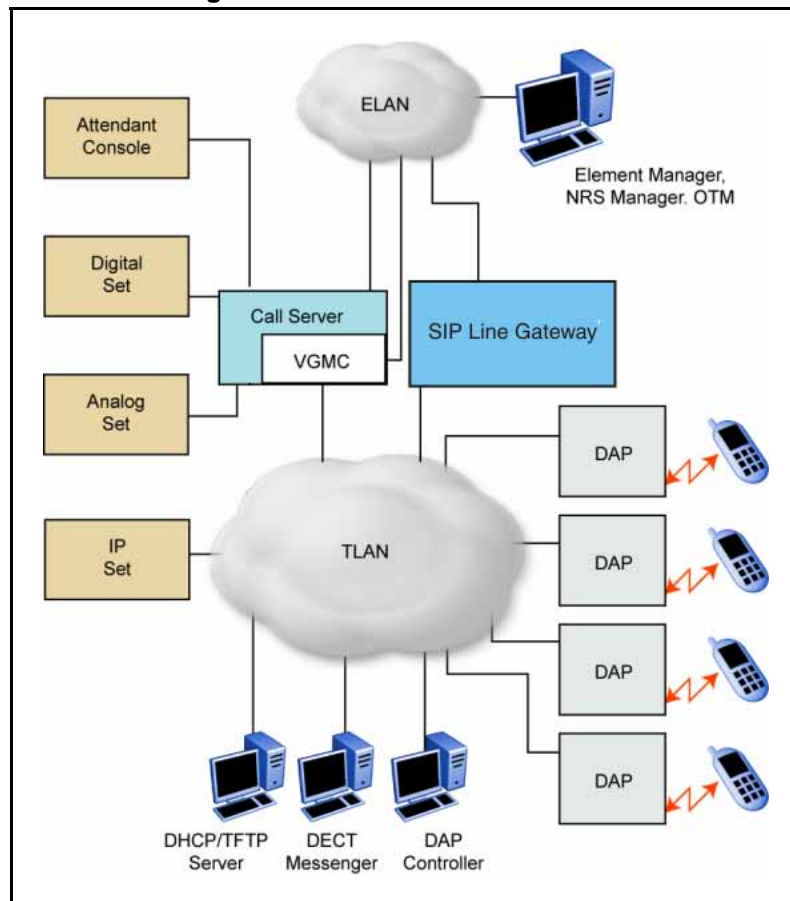 ELAN
Attendant
Console
Element Manager,
NRS Manager. OTM
Digital
Set
Call Server
VGMC
SIP Line Gateway
Analog
Set
DAP
IP
Set
TLAN
DAP
DAP
DAP
DHCP/TFTP
Server
DECT
Messenger
DAP
Controller